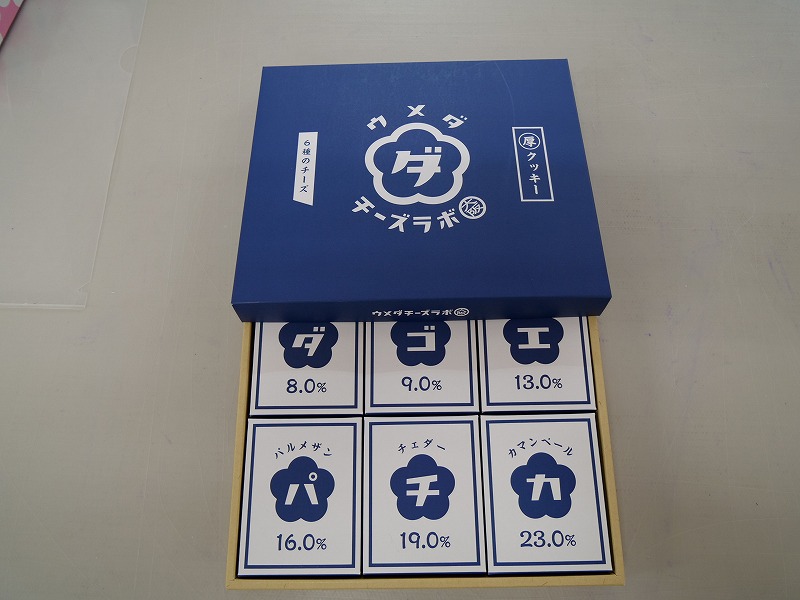 ウメダ
ダ
チーズラボ
6種のチーズ
厚クッキー
ウメダチーズラボ
ダ
8.0%
ゴ
9.0%
エ
13.0%
パルメザン
パ
16.0%
チェダー
チ
19.0%
カマンベール
カ
23.0%